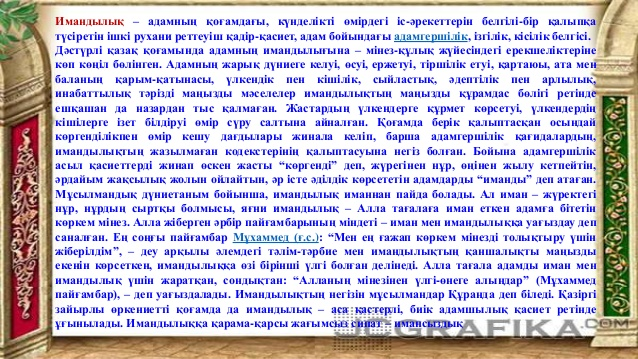 Имандылық – адамның қоғамдағы, күнделікті өмірдегі іс-әрекеттерін белгілі-бір қалыпқа
түсіретін ішкі рухани реттеуіш қадір-қасиет, адам бойындағы адамгершілік, ізгілік, кісілік белгісі.
Дәстүрлі қазақ қоғамында адамның имандылығына – мінез-құлық жүйесіндегі ерекшеліктеріне
көп көңіл бөлінген. Адамның жарық дүниеге келуі, өсуі, ержетуі, тіршілік етуі, қартаюы, ата мен
баланың қарым-қатынасы, үлкендік пен кішілік, сыйластық, әдептілік пен арлылық,
инабаттылық тәрізді маңызды мәселелер имандылықтың маңызды құрамдас бөлігі ретінде
ешқашан да назардан тыс қалмаған. Жастардың үлкендерге құрмет көрсетуі, үлкендердің
кішілерге ізет білдіруі өмір сүру салтына айналған. Қоғамда берік қалыптасқан осындай
көргенділікпен өмір кешу дағдылары жинала келіп, барша адамгершілік қағидалардың,
имандылықтың жазылмаған кодекстерінің қалыптасуына негіз болған. Бойына адамгершілік
асыл қасиеттерді жинап өскен жасты “көргенді” деп, жүрегінен нұр, өңінен жылу кетпейтін,
әрдайым жақсылық жолын ойлайтын, әр істе әділдік көрсететін адамдарды “иманды” деп атаған.
Мұсылмандық дүниетаным бойынша, имандылық иманнан пайда болады. Ал иман – жүректегі
нұр, нұрдың сыртқы болмысы, яғни имандылық – Алла тағалаға иман еткен адамға бітетін
көркем мінез. Алла жіберген әрбір пайғамбарының міндеті – иман мен имандылыққа уағыздау деп
саналған. Ең соңғы пайғамбар Мұхаммед (ғ.с.): “Мен ең ғажап көркем мінезді толықтыру үшін
жіберілдім”, – деу арқылы әлемдегі тәлім-тәрбие мен имандылықтың қаншалықты маңызды
екенін көрсеткен, имандылыққа өзі бірінші үлгі болған делінеді. Алла тағала адамды иман мен
имандылық үшін жаратқан, сондықтан: “Алланың мінезінен үлгі-өнеге алыңдар” (Мұхаммед
пайғамбар), – деп уағыздалады. Имандылықтың негізін мұсылмандар Құранда деп біледі. Қазіргі
зайырлы өркениетті қоғамда да имандылық – аса қастерлі, биік адамшылық қасиет ретінде
ұғынылады. Имандылыққа қарама-қарсы жағымсыз сипат – имансыздық